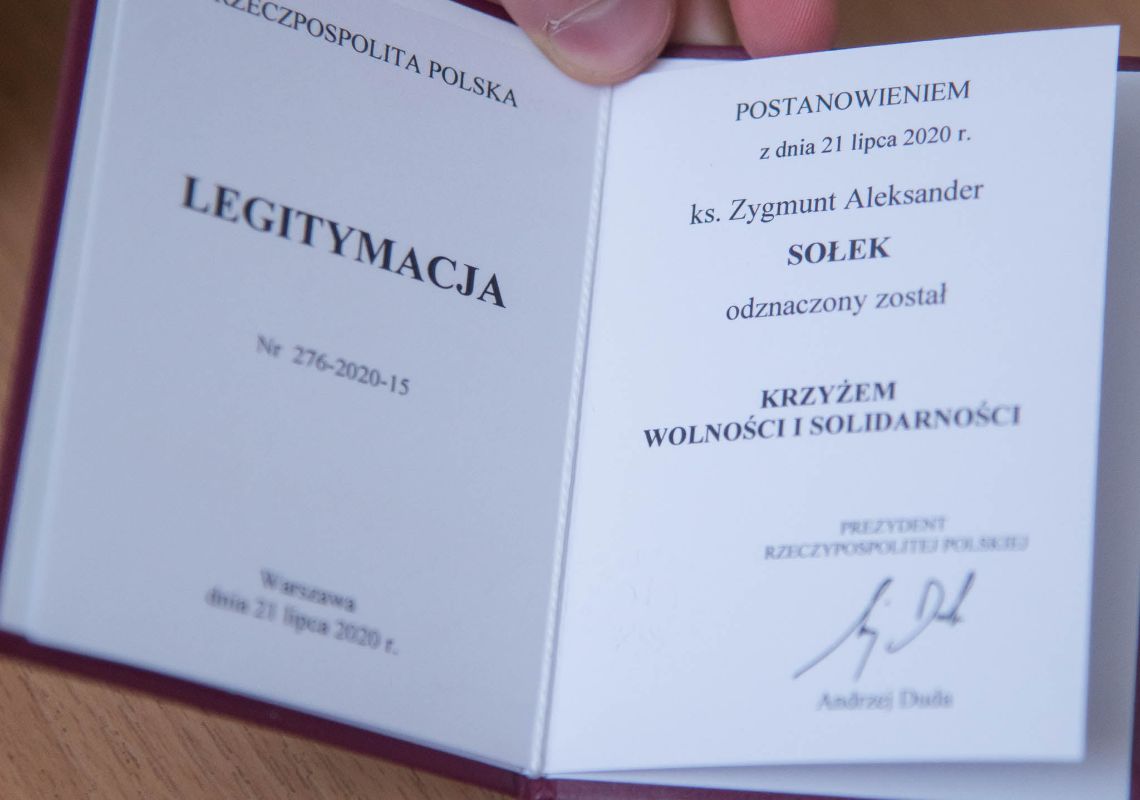 RZECZPOSPOLITA POLSKA
LEGITYMACJA
Nr 276-2020-15
Warszawa
dnia 21 lipca 2020 r.
POSTANOWIENIEM
z dnia 21 lipca 2020 r.
ks. Zygmunt Aleksander
SOŁEK
odznaczony został
KRZYŻEM
WOLNOŚCI I SOLIDARNOŚCI
PREZYDENT
RZECZYPOSPOLITEJ POLSKIEJ
Andrzej Duda